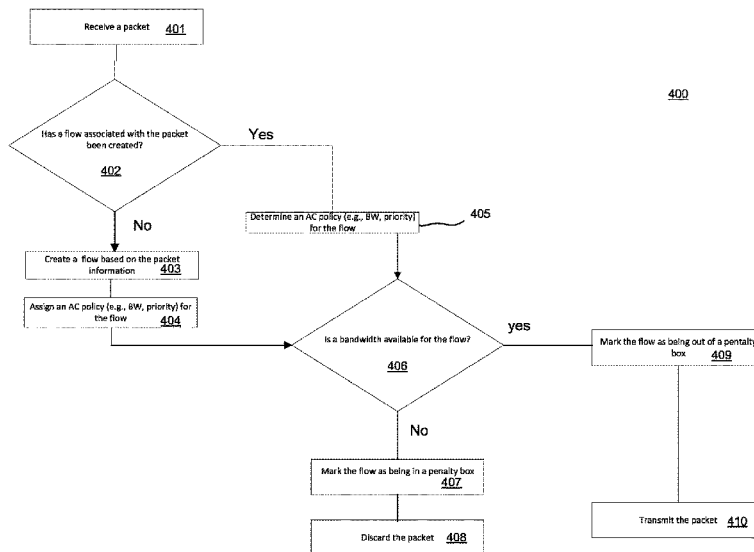 Receive a packet 401
400
Has a flow associated with the packet
been created?
402
Yes
No
Determine an AC policy (e.g., BW, priority)
for the flow
405
Create a flow based on the packet
information 403
Assign an AC policy (e.g., BW, priority) for
the flow 404
Is a bandwidth available for the flow?
406
yes
Mark the flow as being out of a pentalty
box 409
No
Mark the flow as being in a penalty box
407
Transmit the packet 410
Discard the packet 408